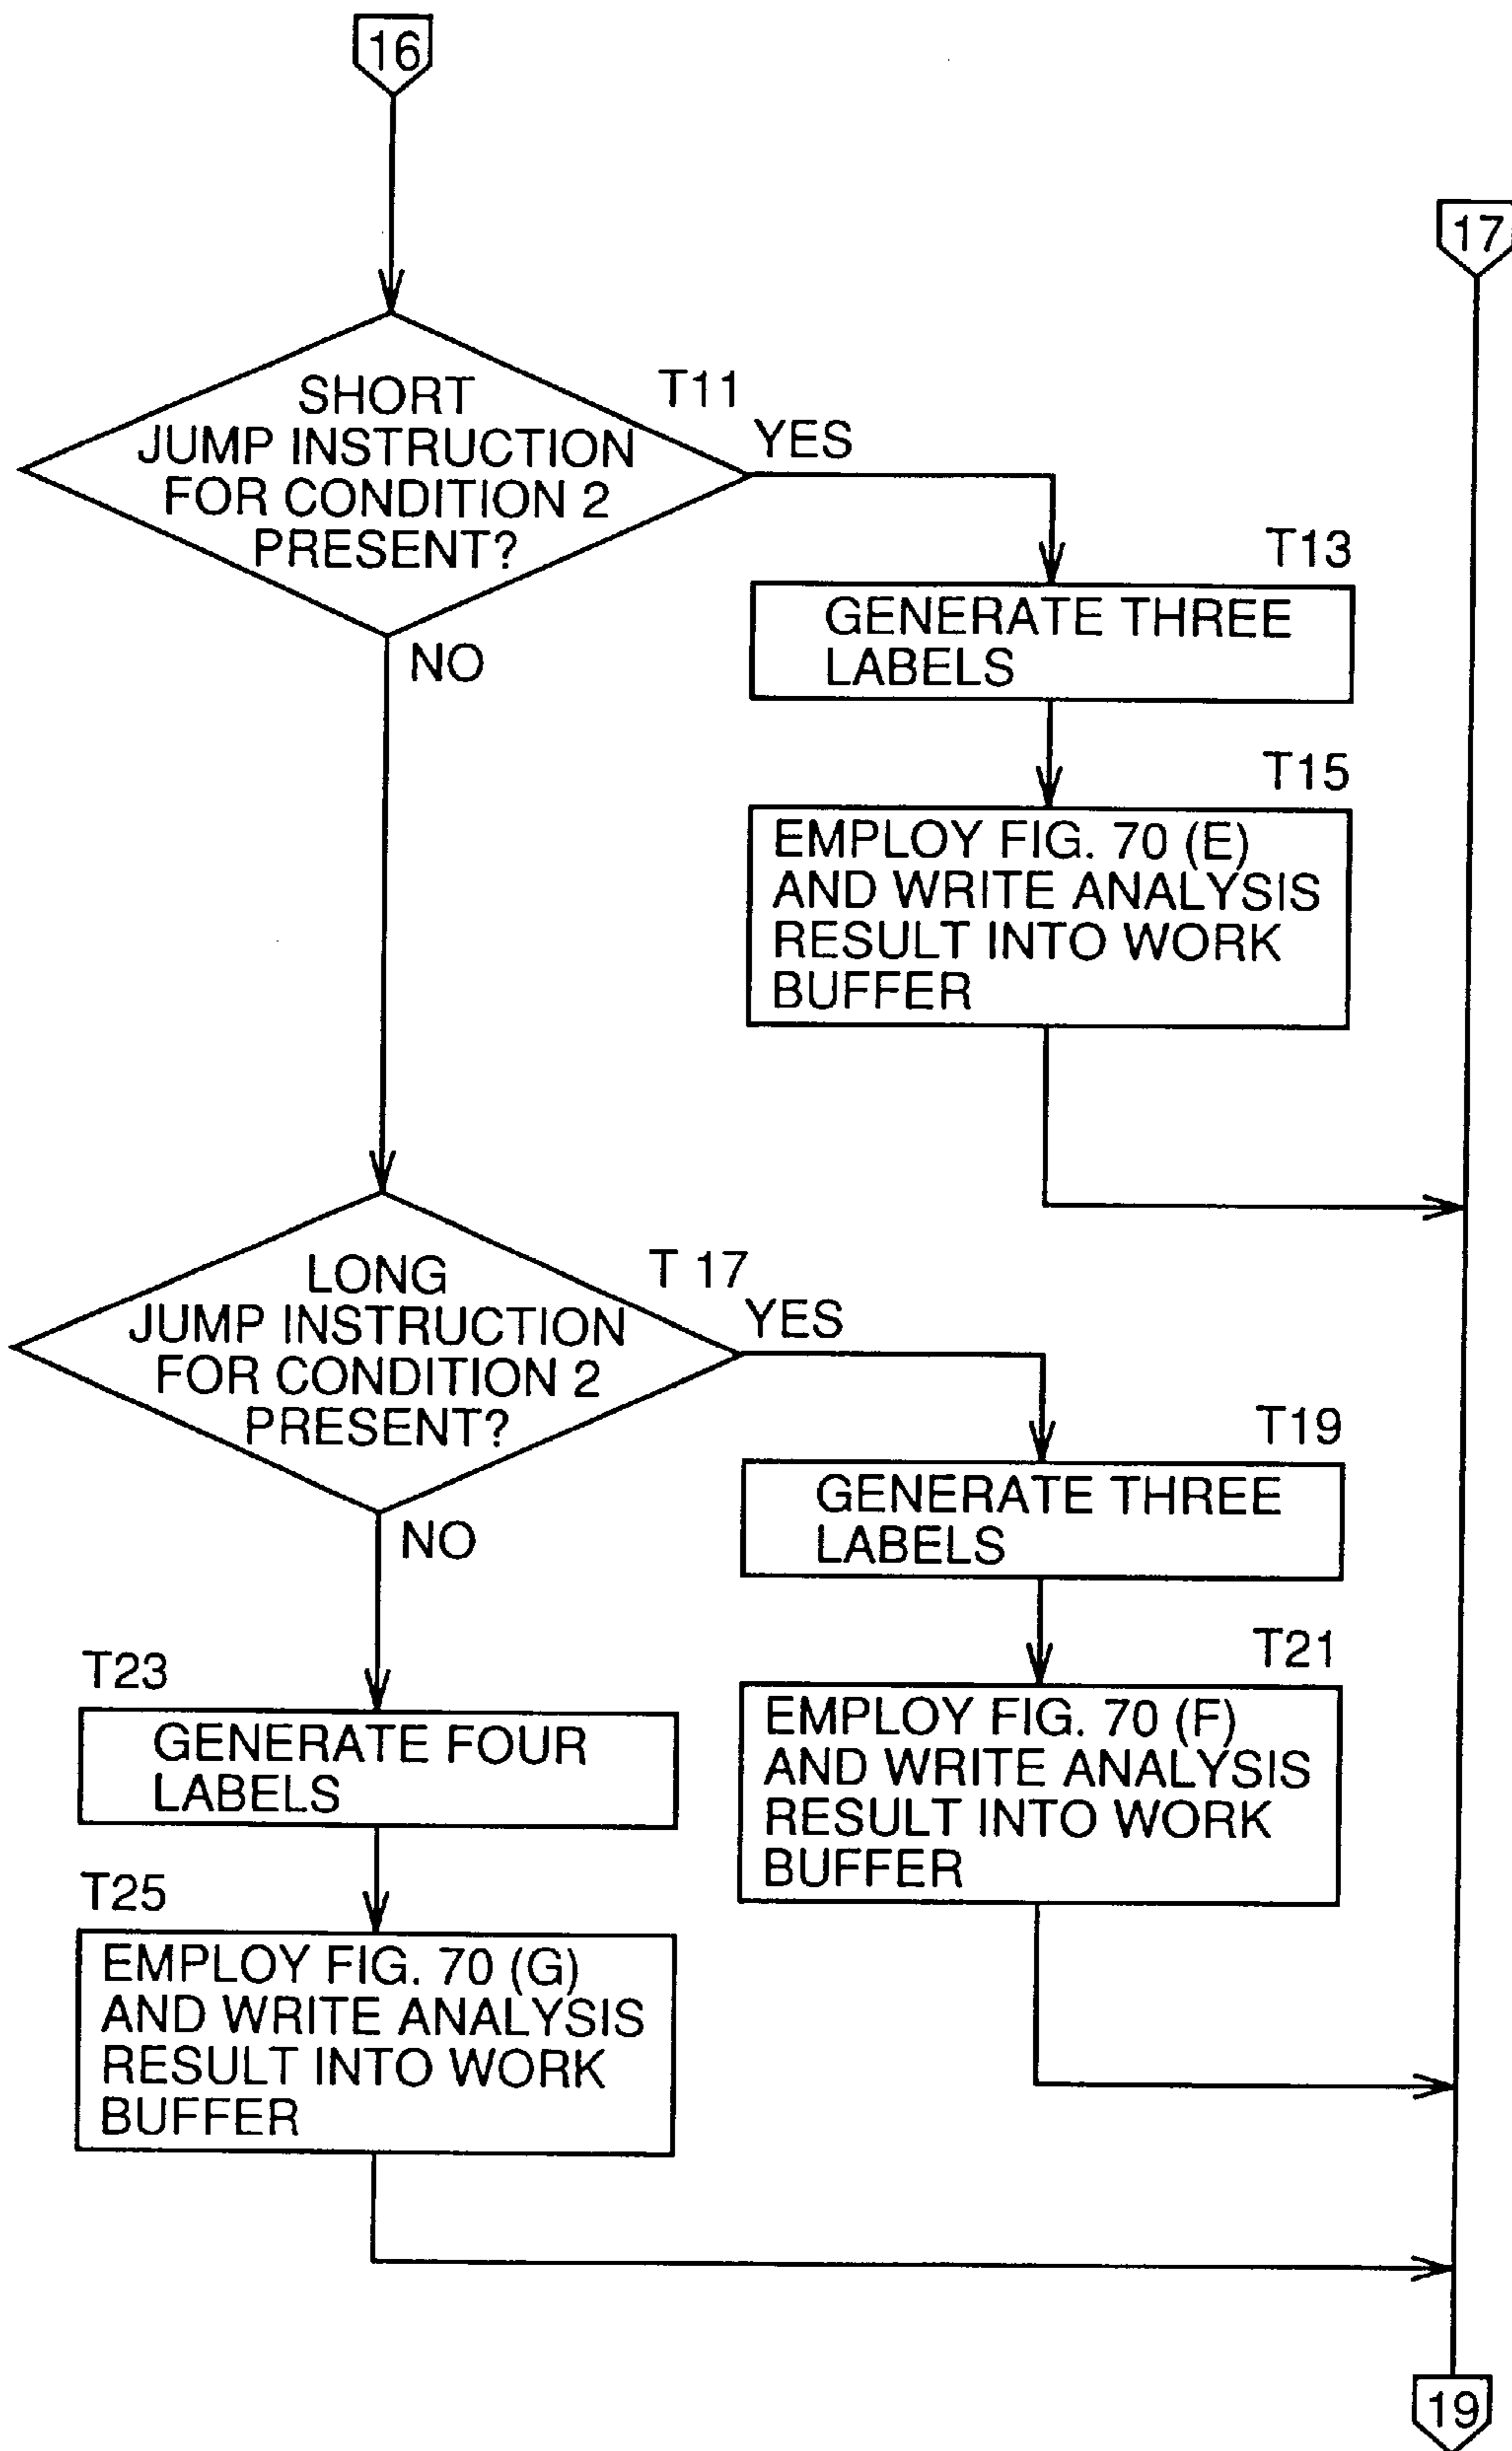 16
17
SHORT
JUMP INSTRUCTION
FOR CONDITION 2
PRESENT?
T11
YES
NO
T13
GENERATE THREE
LABELS
T15
EMPLOY FIG. 70 (E)
AND WRITE ANALYSIS
RESULT INTO WORK
BUFFER
LONG
JUMP INSTRUCTION
FOR CONDITION 2
PRESENT?
T 17
YES
NO
T19
GENERATE THREE
LABELS
T21
EMPLOY FIG. 70 (F)
AND WRITE ANALYSIS
RESULT INTO WORK
BUFFER
T23
GENERATE FOUR
LABELS
T25
EMPLOY FIG. 70 (G)
AND WRITE ANALYSIS
RESULT INTO WORK
BUFFER
19